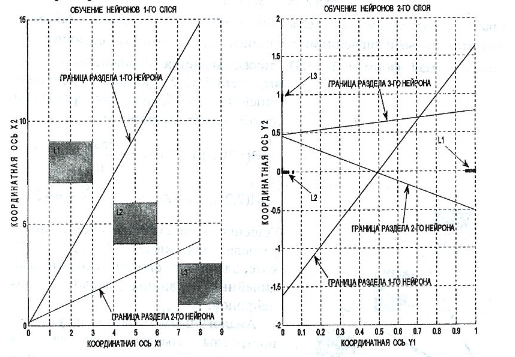 ОБУЧЕНИЕ НЕЙРОНОВ 1-ГО СЛОЯ
15
ГРАНИЦА РАЗДЕЛА 1-ГО НЕЙРОНА
10
КООРДИНАТНАЯ ОСЬ X2
L1
L2
5
L3
ГРАНИЦА РАЗДЕЛА 2-ГО НЕЙРОНА
0
0 1 2 3 4 5 6 7 8 9
КООРДИНАТНАЯ ОСЬ X1
ОБУЧЕНИЕ НЕЙРОНОВ 2-ГО СЛОЯ
2
1.5
L3
ГРАНИЦА РАЗДЕЛА 3-ГО НЕЙРОНА
1
КООРДИНАТНАЯ ОСЬ Y2
0.5
L1
0
L2
-0.5
ГРАНИЦА РАЗДЕЛА 2-ГО НЕЙРОНА
-1
ГРАНИЦА РАЗДЕЛА 1-ГО НЕЙРОНА
-1.5
-2
0 0.1 0.2 0.3 0.4 0.5 0.6 0.7 0.8 0.9 1
КООРДИНАТНАЯ ОСЬ Y1